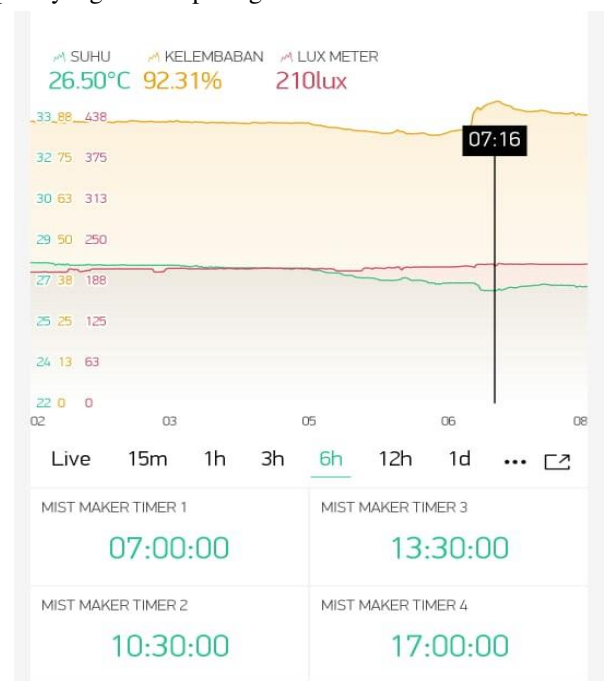 SUHU KELEMBABAN LUX METER
26.50°C 92.31% 210lux
33 88 438
07:16
32 75 375
30 63 313
29 50 250
27 38 188
25 25 125
24 13 63
22 0 0
02 03 05 06 08
Live 15m 1h 3h 6h 12h 1d ...
MIST MAKER TIMER 1 MIST MAKER TIMER 3
07:00:00 13:30:00
MIST MAKER TIMER 2 MIST MAKER TIMER 4
10:30:00 17:00:00